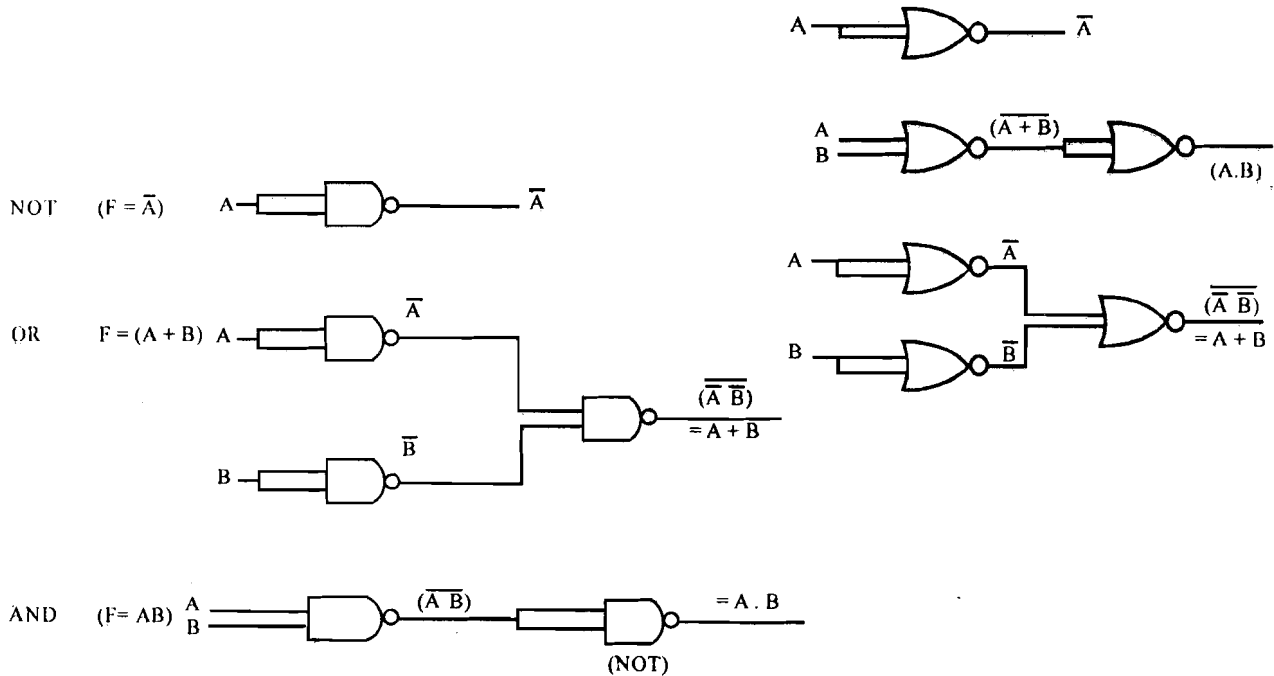 A A̅
A (A̅ ̅+̅ ̅B̅)
B (A.B)
NOT (F = A̅) A A̅
A A̅
(A̿ ̅B̿)
= A + B
B B̅
A̅
OR F = (A + B) A
(A̿ ̅B̿)
= A + B
B̅
B
AND (F= AB) A (A̅ ̅B̅) = A . B
B
(NOT)